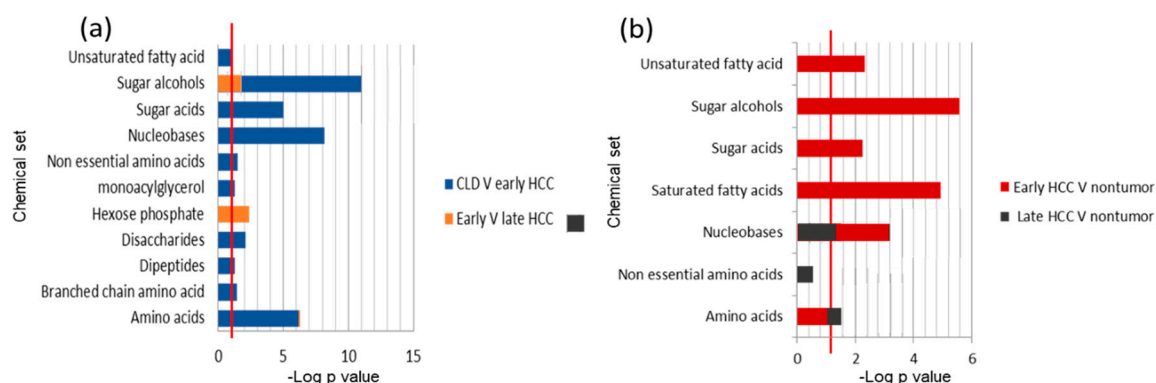 (a)
Chemical set
Unsaturated fatty acid
Sugar alcohols
Sugar acids
Nucleobases
Non essential amino acids
monoacylglycerol
Hexose phosphate
Disaccharides
Dipeptides
Branched chain amino acid
Amino acids
0 5 10 15
-Log p value
CLD V early HCC
Early V late HCC
(b)
Chemical set
Unsaturated fatty acid
Sugar alcohols
Sugar acids
Saturated fatty acids
Nucleobases
Non essential amino acids
Amino acids
0 2 4 6
-Log p value
Early HCC V nontumor
Late HCC V nontumor